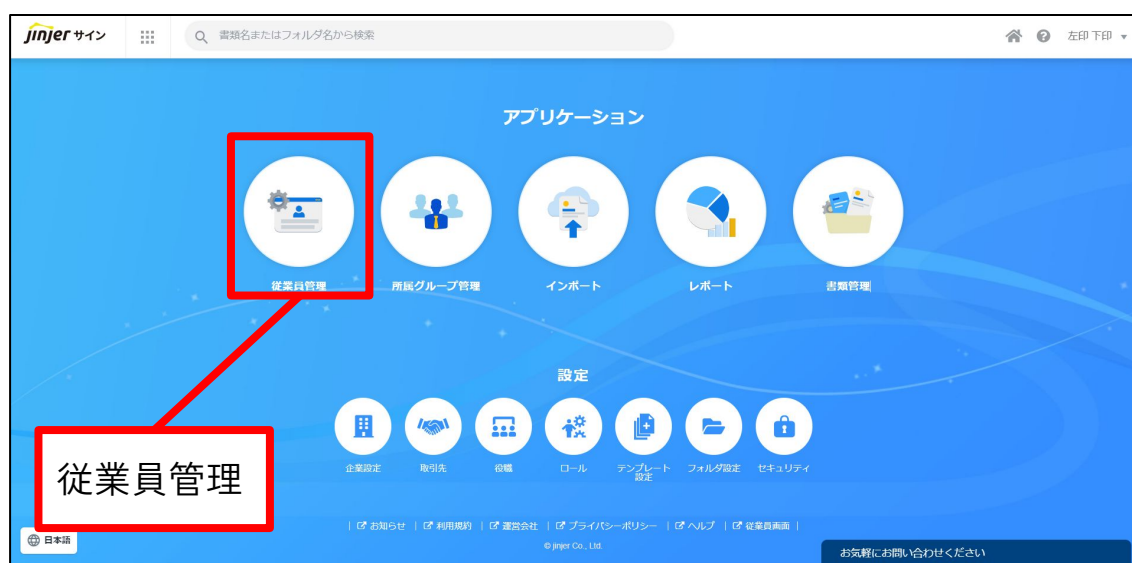 jinjer サイン
書類名またはフォルダ名から検索
左印 下印
アプリケーション
従業員管理
所属グループ管理
インポート
レポート
書類管理
設定
企業設定
取引先
役職
ロール
テンプレート
設定
フォルダ設定
セキュリティ
従業員管理
| お知らせ | 利用規約 | 運営会社 | プライバシーポリシー | ヘルプ | 従業員画面 |
© jinjer Co., Ltd.
日本語
お気軽にお問い合わせください